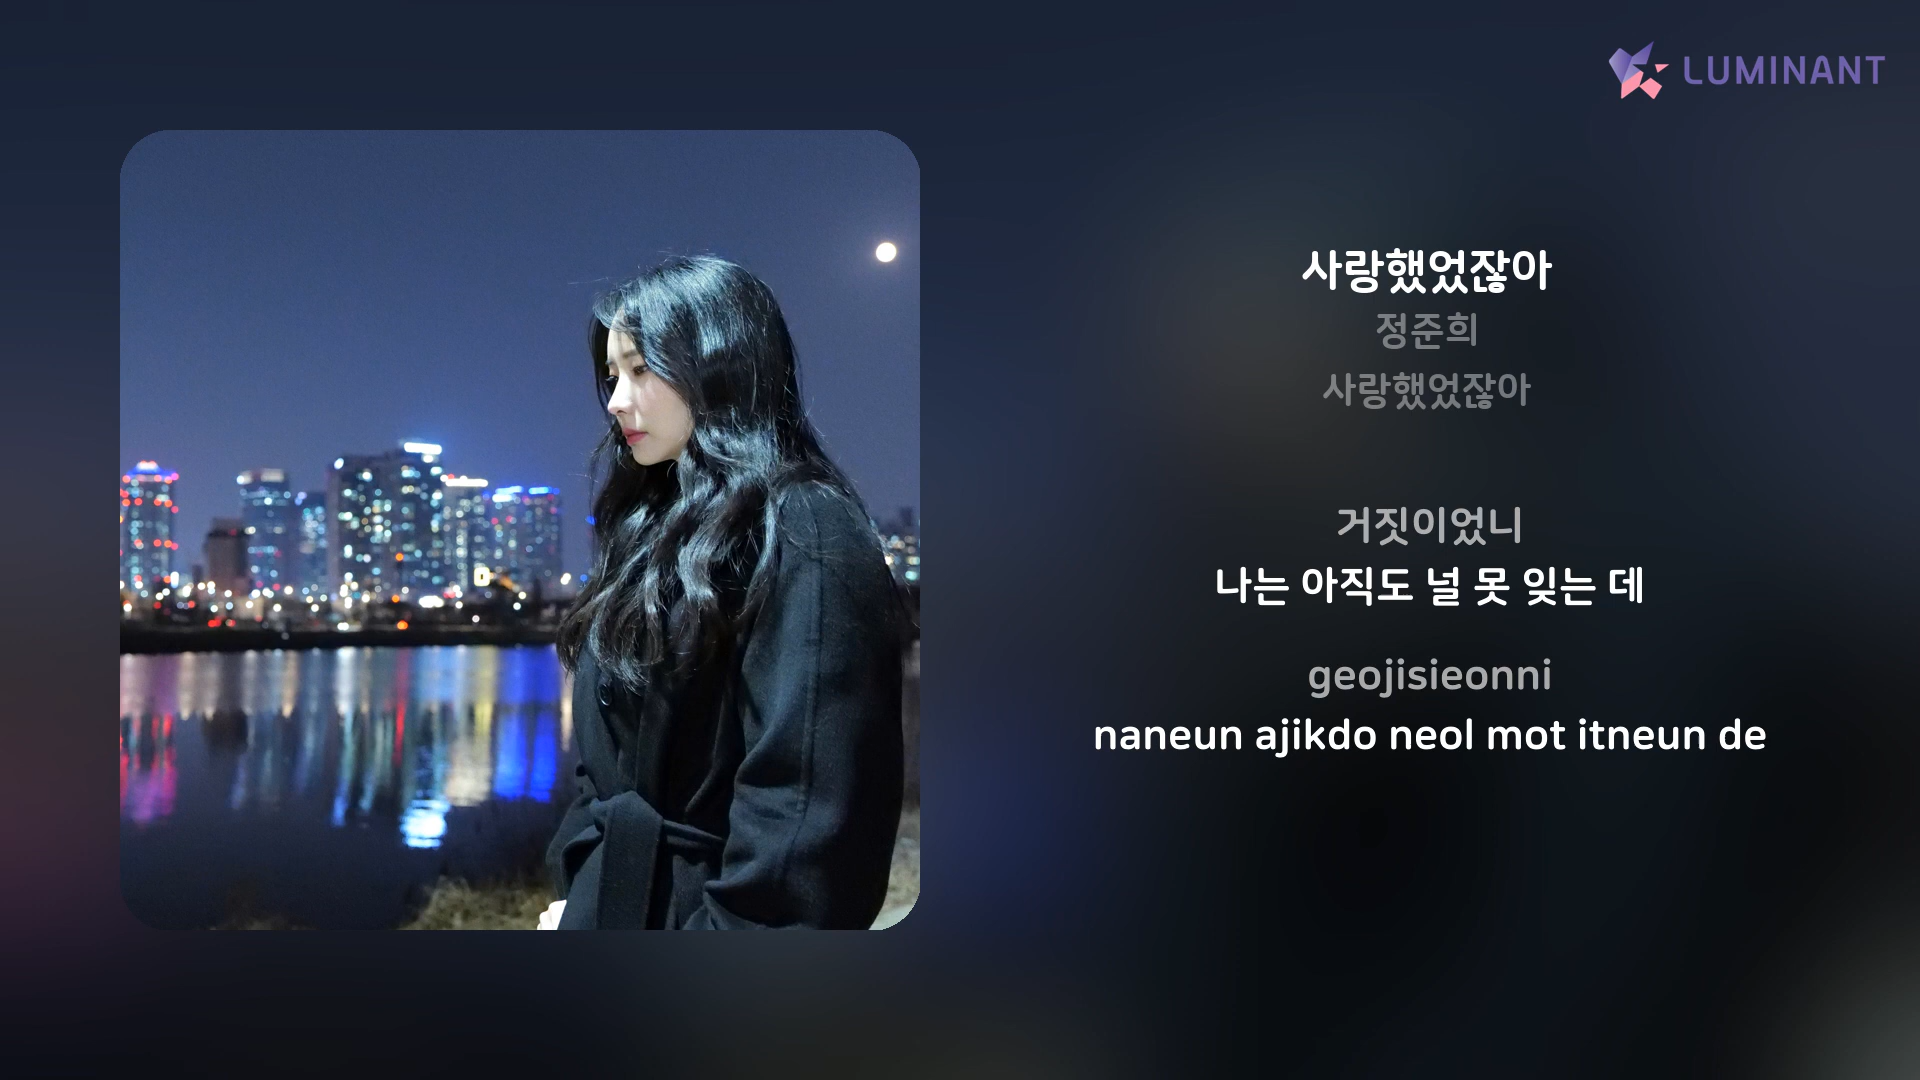 LUMINANT
사랑했었잖아
정준희
사랑했었잖아
거짓이었니
나는 아직도 널 못 잊는 데
geojisieonni
naneun ajikdo neol mot itneun de